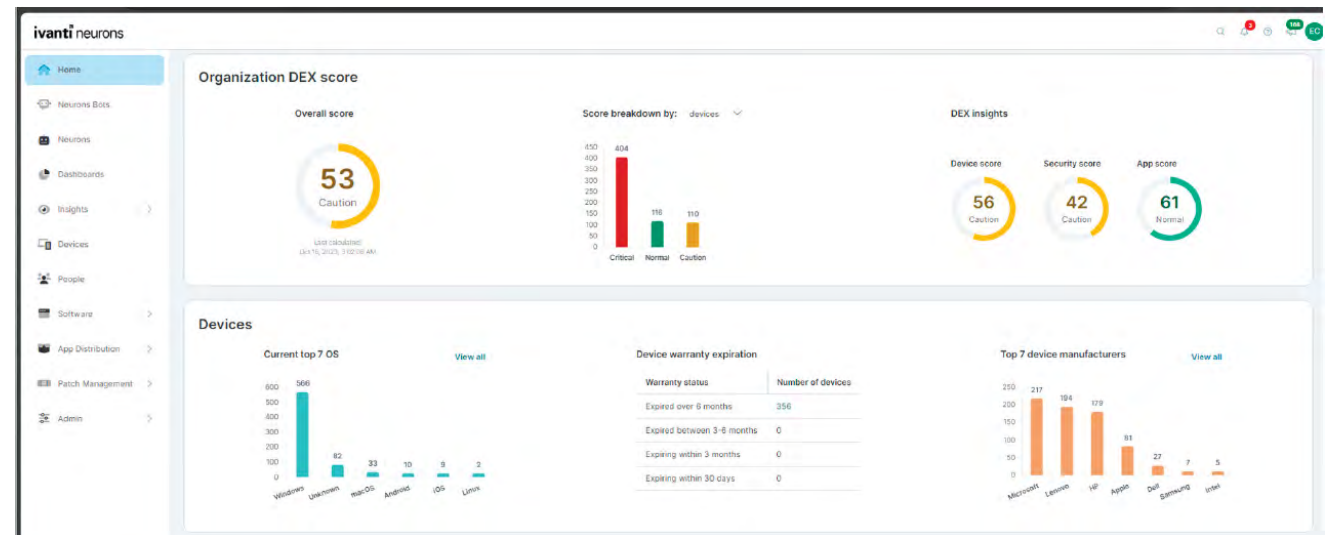 ivanti neurons
3
166
EC
Home
Neurons Bots
Neurons
Dashboards
Insights
Devices
People
Software
App Distribution
Patch Management
Admin
Organization DEX score
Overall score
53
Caution
Last calculated:
Score breakdown by: devices
450
400
350
300
250
200
150
100
50
0
404
116
110
Critical Normal Caution
DEX insights
Device score Security score App score
56
Caution
42
Caution
61
Normal
Devices
Current top 7 OS View all
600
500
400
300
200
100
0
566
82
33
10
9
2
Windows Unknown macOS Android iOS Linux
Device warranty expiration
Warranty status Number of devices
Expired over 6 months 356
Expired between 3-6 months 0
Expiring within 3 months 0
Expiring within 30 days 0
Top 7 device manufacturers View all
250
200
150
100
50
0
217
194
179
81
27
7
5
Microsoft Lenovo HP Apple Dell Samsung Intel